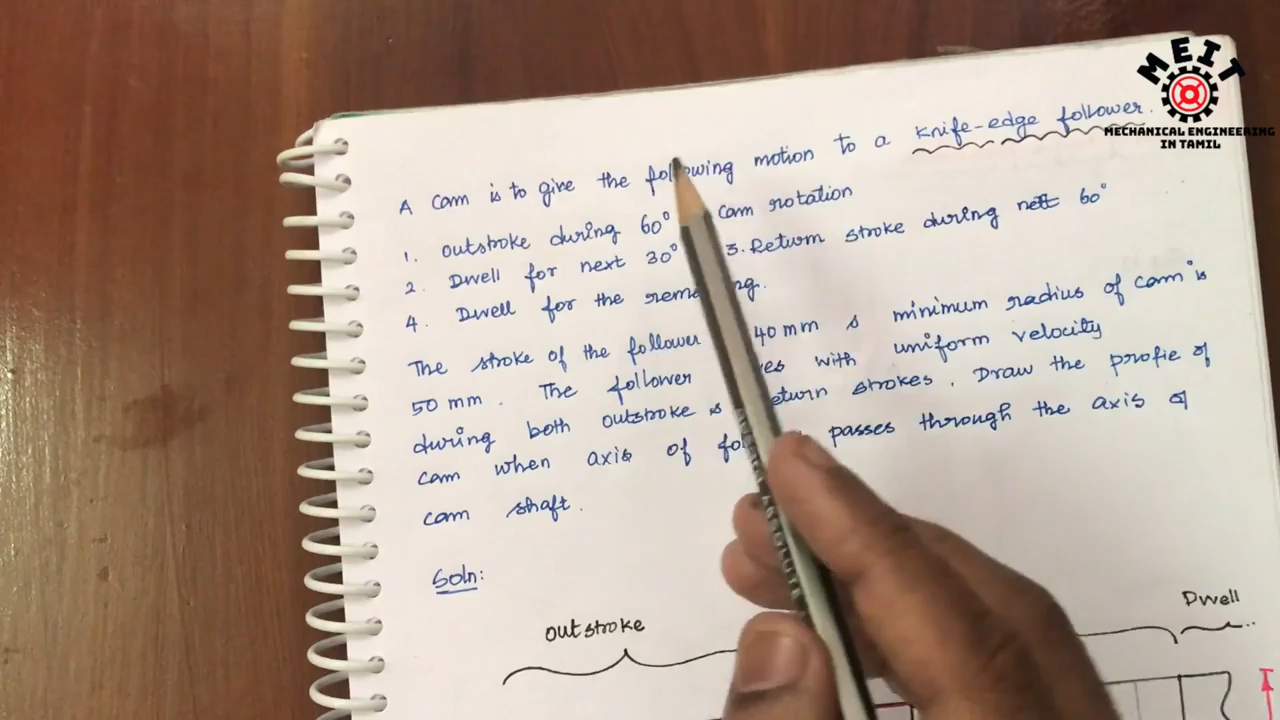 MEIT
MECHANICAL ENGINEERING
IN TAMIL
A cam is to give the following motion to a knife-edge follower.
1. outstroke during 60° cam rotation
2. Dwell for next 30° 3. Return stroke during 60°
4. Dwell for the
The stroke of the follower 40 mm & minimum radius of cam is
50 mm. The follower with uniform velocity
during both outstroke & strokes. Draw the profie of
cam when axis of passes through the axis of
cam shaft.
Soln:
outstroke
Dwell